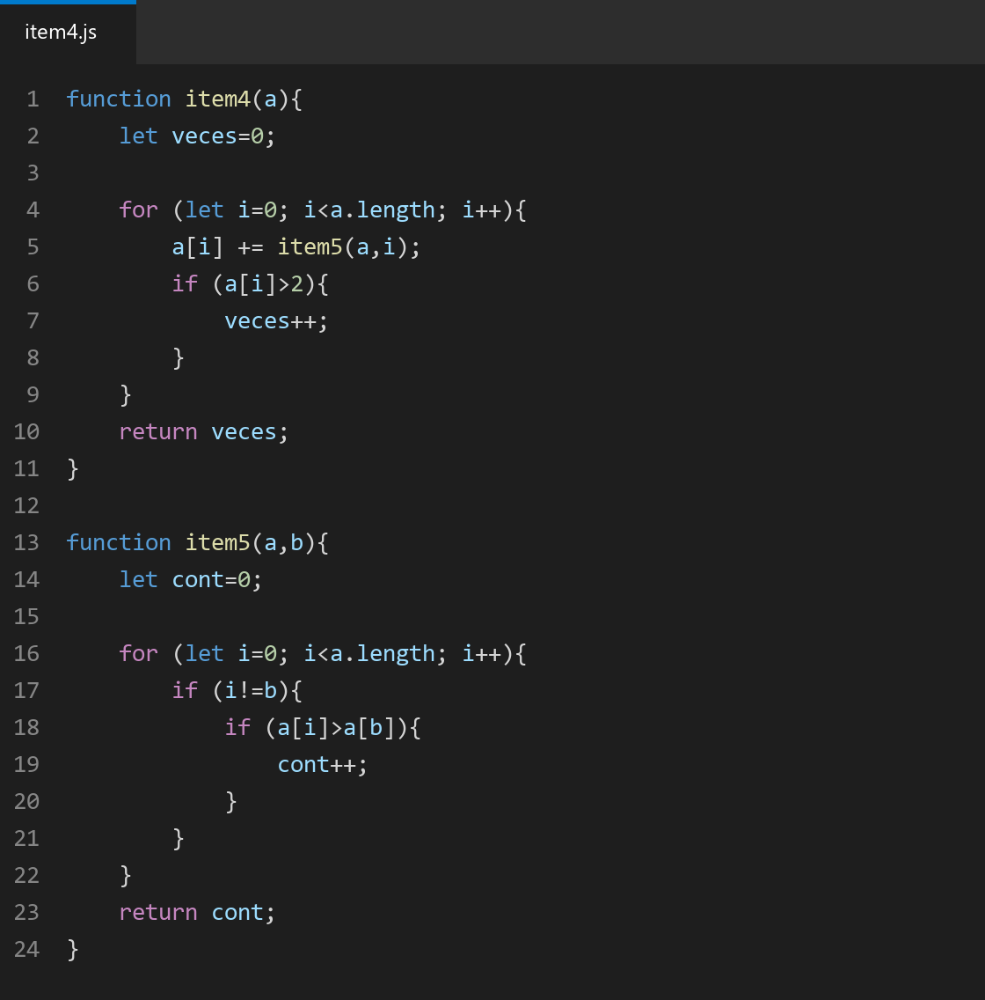 item4.js
1 function item4(a){
2     let veces=0;
3
4     for (let i=0; i<a.length; i++){
5         a[i] += item5(a,i);
6         if (a[i]>2){
7             veces++;
8         }
9     }
10     return veces;
11 }
12
13 function item5(a,b){
14     let cont=0;
15
16     for (let i=0; i<a.length; i++){
17         if (i!=b){
18             if (a[i]>a[b]){
19                 cont++;
20             }
21         }
22     }
23     return cont;
24 }